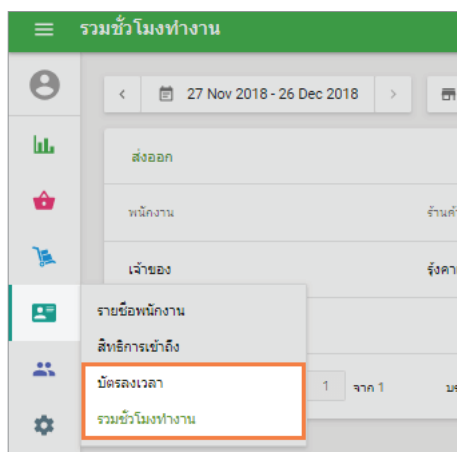 รวมชั่วโมงทำงาน
27 Nov 2018 - 26 Dec 2018
ส่งออก
พนักงาน
เจ้าของ
รายชื่อพนักงาน
สิทธิการเข้าถึง
บัตรลงเวลา
1 จาก 1
รวมชั่วโมงทำงาน